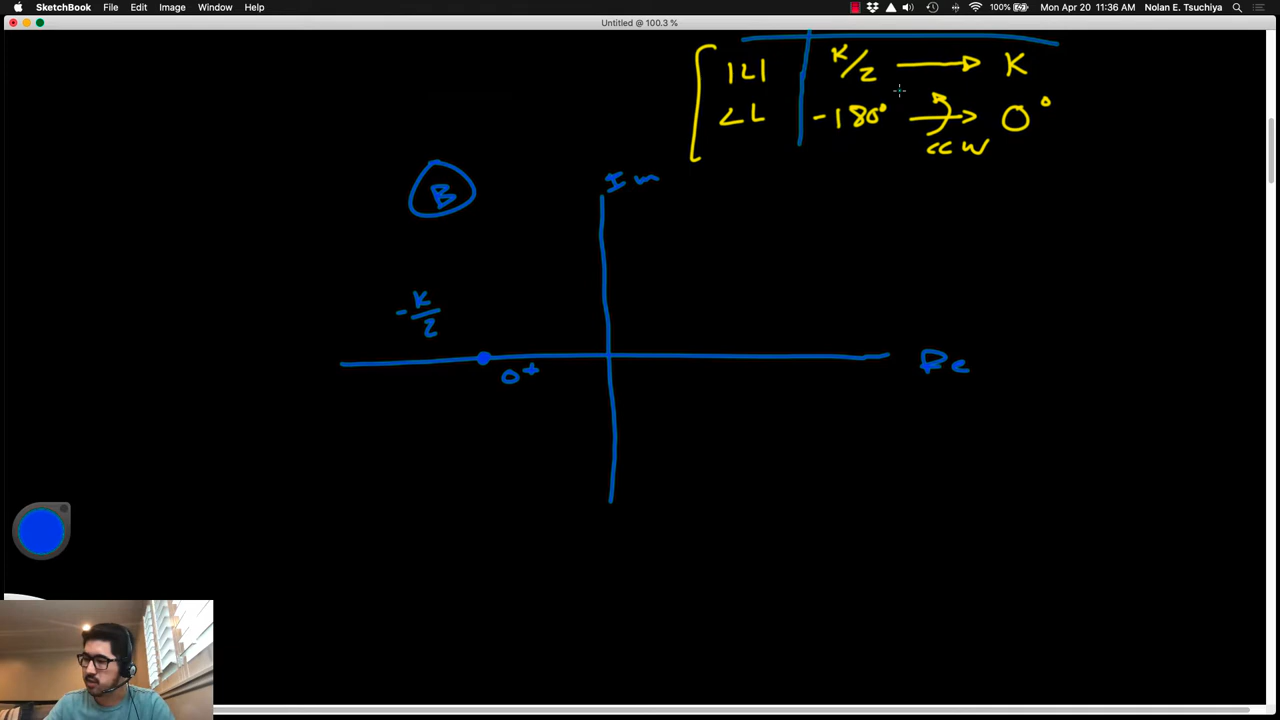 SketchBook File Edit Image Window Help 100% Mon Apr 20 11:36 AM Nolan E. Tsuchiya
Untitled @ 100.3 %
|L| K/2 → K
∠L -180° → 0°
CCW
B
Im
-K/2
0+
Re